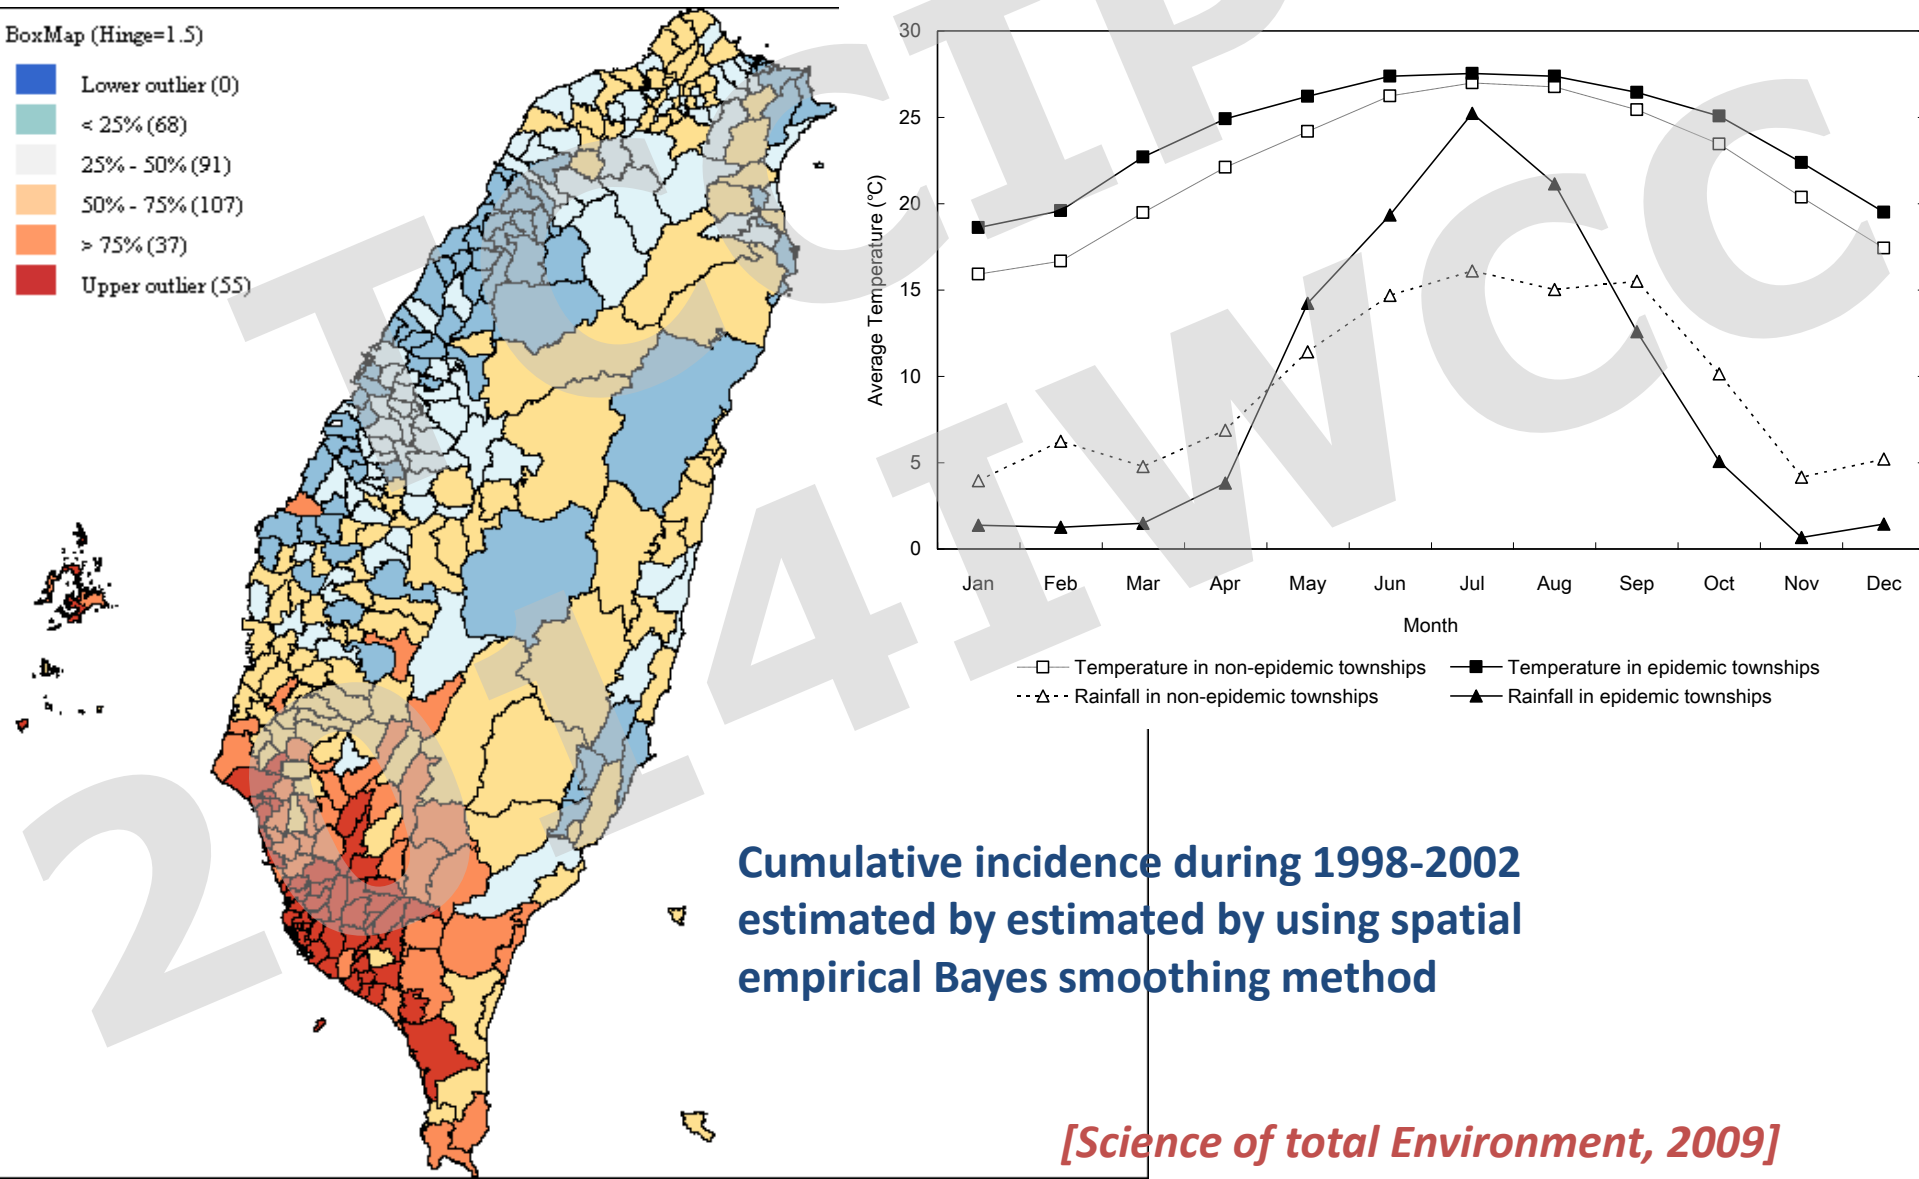 BoxMap (Hinge=1.5)
Lower outlier (0)
< 25% (68)
25% - 50% (91)
50% - 75% (107)
> 75% (37)
Upper outlier (55)
30
25
20
15
10
5
0
Average Temperature (°C)
Jan Feb Mar Apr May Jun Jul Aug Sep Oct Nov Dec
Month
Temperature in non-epidemic townships
Temperature in epidemic townships
Rainfall in non-epidemic townships
Rainfall in epidemic townships
Cumulative incidence during 1998-2002
estimated by estimated by using spatial
empirical Bayes smoothing method
[Science of total Environment, 2009]
TCCIP
2014IWCC